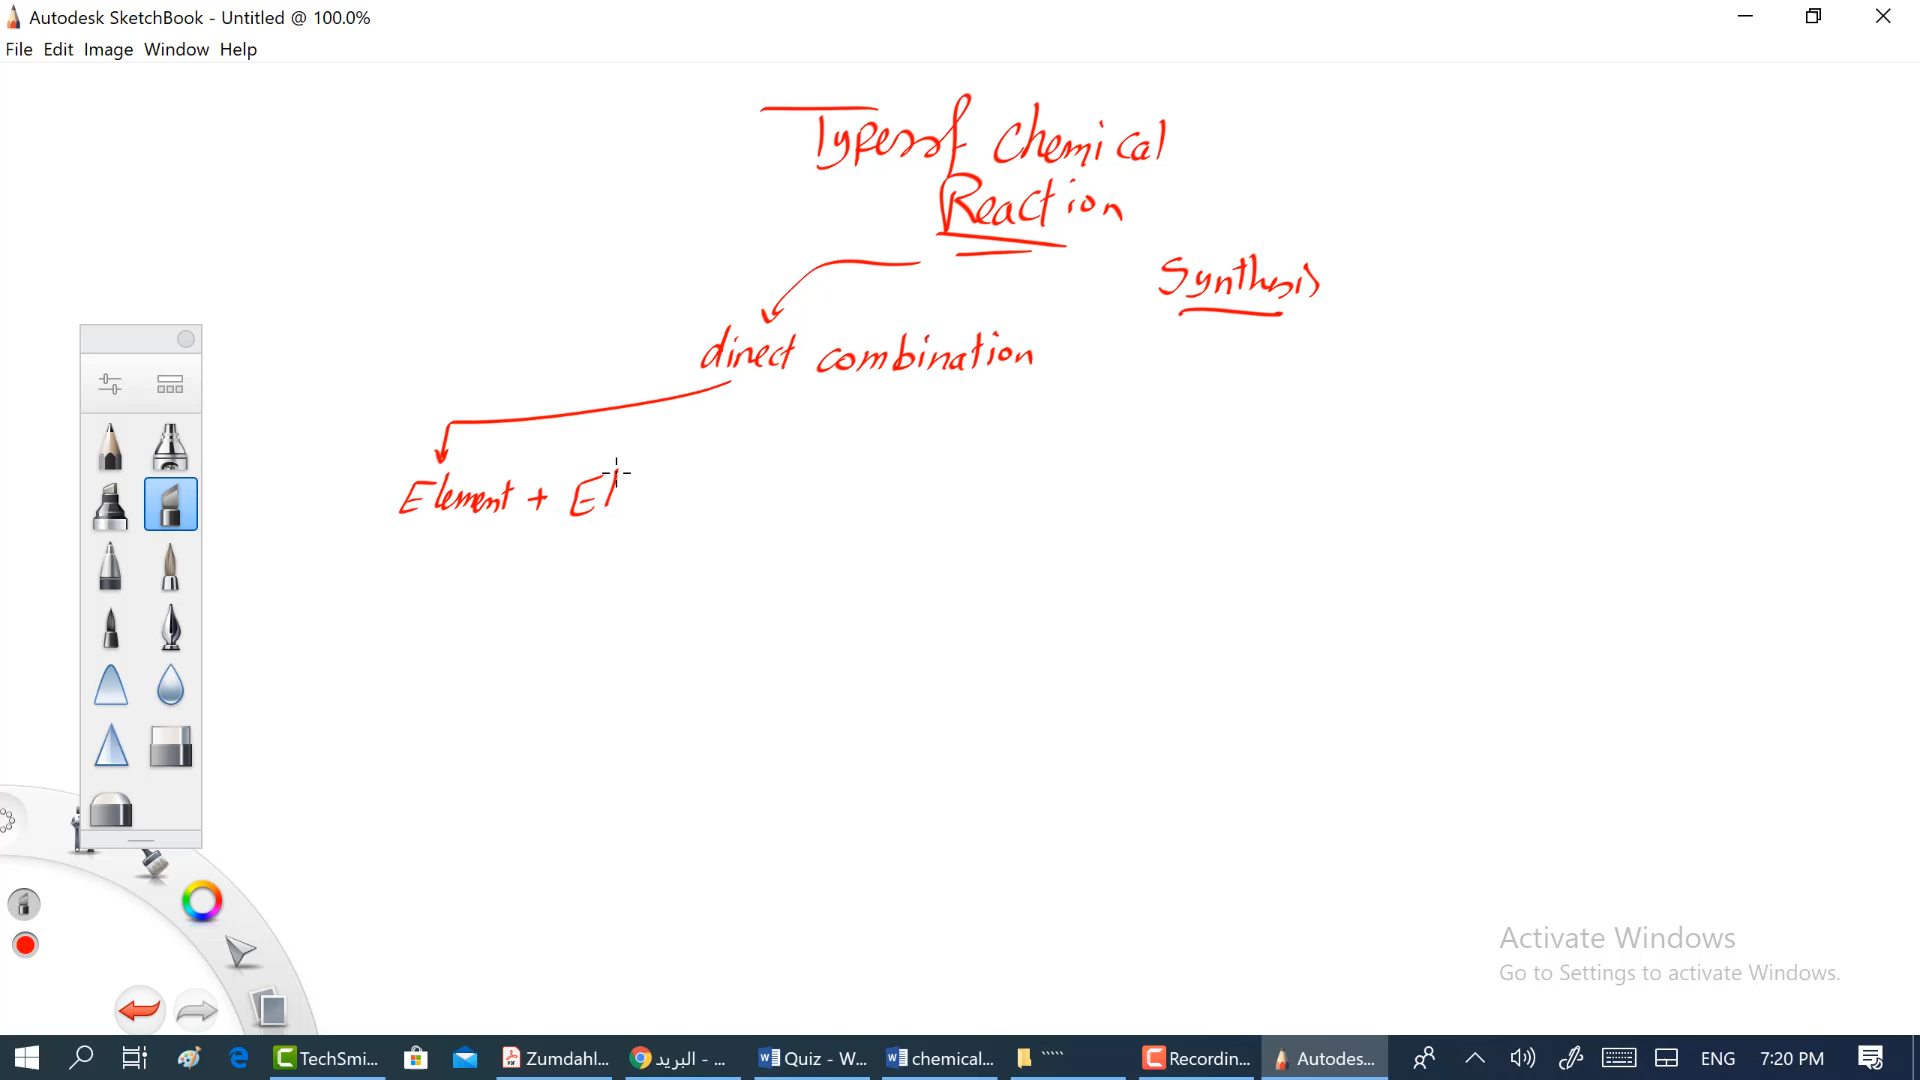 Autodesk SketchBook - Untitled @ 100.0%
File Edit Image Window Help
Types of Chemical
Reaction
Synthesis
direct combination
Element + El
Activate Windows
Go to Settings to activate Windows.
TechSmi... Zumdahl... البريد - ... Quiz - W... chemical... ````` Recordin... Autodes... ENG 7:20 PM